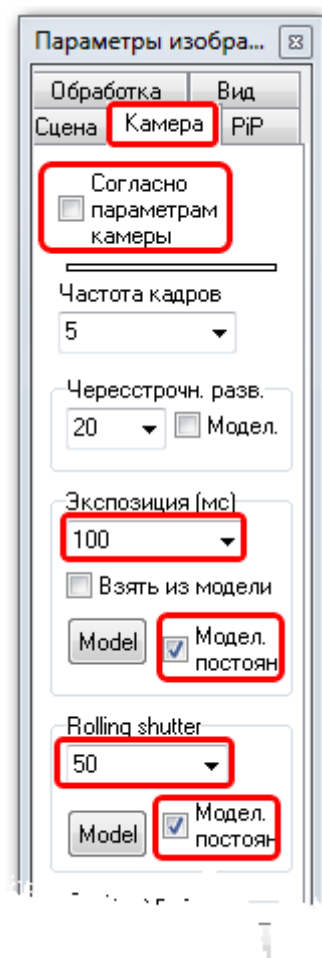 Параметры изобра...
Обработка Вид
Сцена Камера PiP
Согласно
параметрам
камеры
Частота кадров
5
Чересстрочн. разв.
20 Модел.
Экспозиция (мс)
100
Взять из модели
Model Модел.
постоян
Rolling shutter
50
Model Модел.
постоян